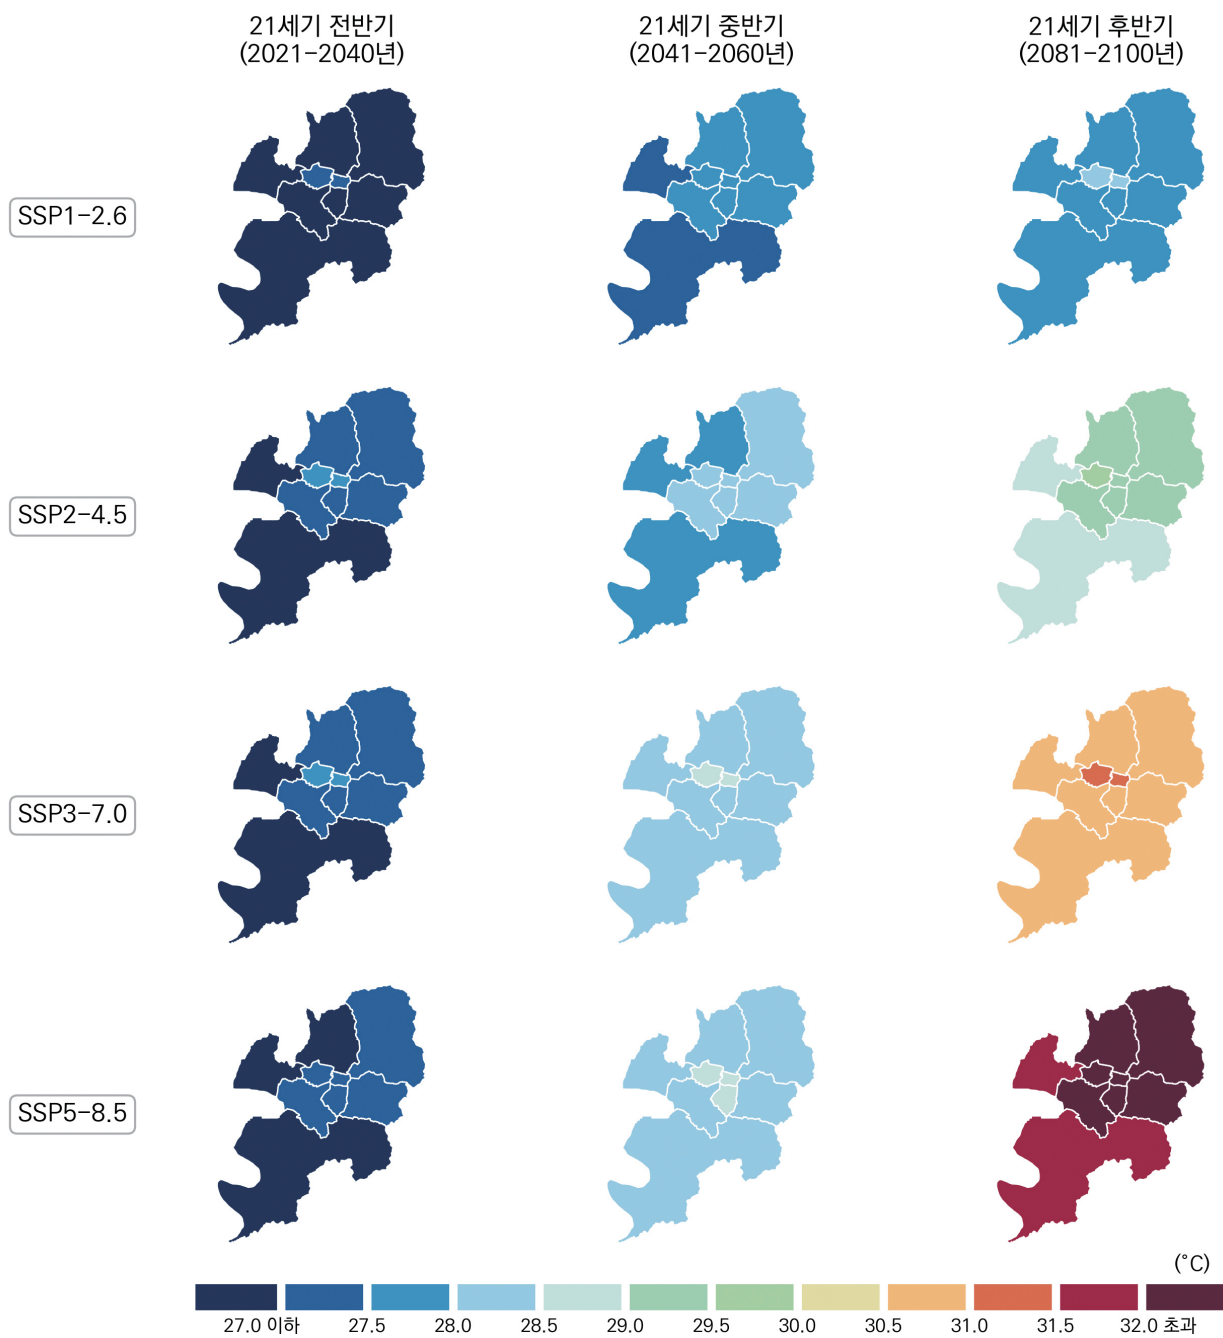 21세기 전반기
(2021-2040년)
21세기 중반기
(2041-2060년)
21세기 후반기
(2081-2100년)
SSP1-2.6
SSP2-4.5
SSP3-7.0
SSP5-8.5
(°C)
27.0 이하 27.5 28.0 28.5 29.0 29.5 30.0 30.5 31.0 31.5 32.0 초과